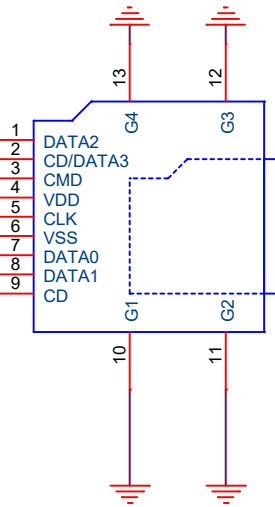 13
12
G4
G3
1
DATA2
2
CD/DATA3
3
CMD
4
VDD
5
CLK
6
VSS
7
DATA0
8
DATA1
9
CD
G1
G2
10
11